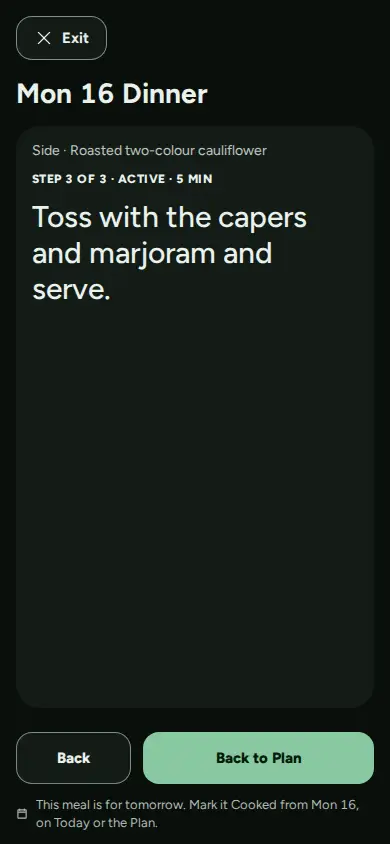 Exit
Mon 16 Dinner
Side · Roasted two-colour cauliflower
STEP 3 OF 3 · ACTIVE · 5 MIN
Toss with the capers
and marjoram and
serve.
Back
Back to Plan
This meal is for tomorrow. Mark it Cooked from Mon 16,
on Today or the Plan.